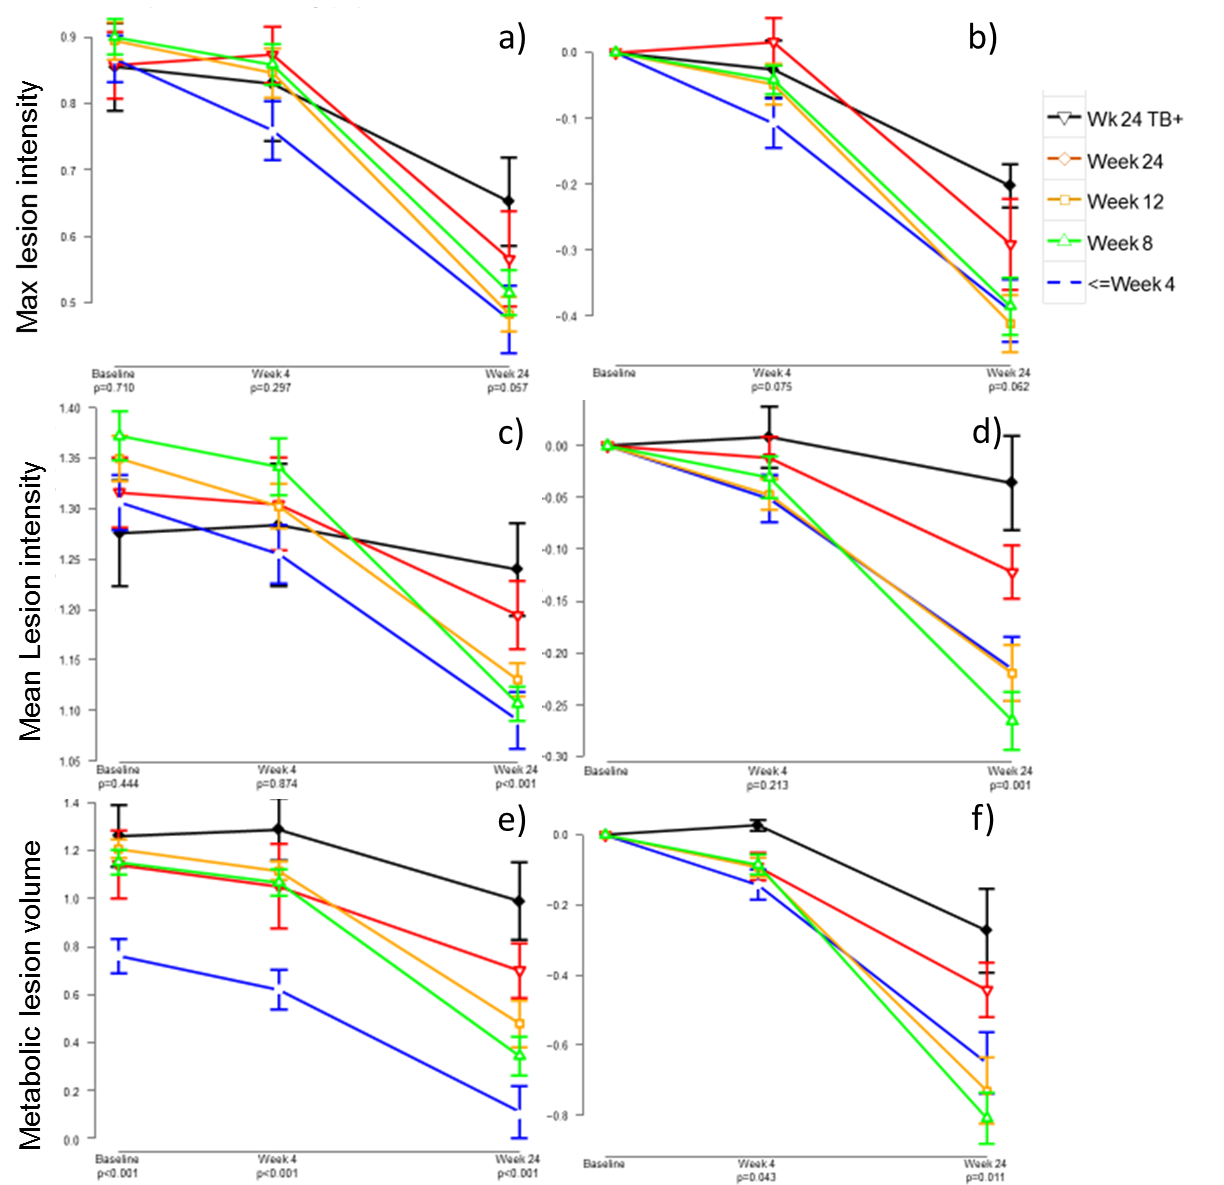 a)
b)
Max lesion intensity
0.9
0.8
0.7
0.6
0.5
Baseline
p=0.710
Week 4
p=0.297
Week 24
p=0.057
0.0
−0.1
−0.2
−0.3
−0.4
Baseline
Week 4
p=0.075
Week 24
p=0.062
Wk 24 TB+
Week 24
Week 12
Week 8
<=Week 4
c)
d)
Mean Lesion intensity
1.40
1.35
1.30
1.25
1.20
1.15
1.10
1.05
Baseline
p=0.444
Week 4
p=0.874
Week 24
p<0.001
0.00
-0.05
-0.10
-0.15
-0.20
-0.25
-0.30
Baseline
Week 4
p=0.213
Week 24
p=0.001
e)
f)
Metabolic lesion volume
1.4
1.2
1.0
0.8
0.6
0.4
0.2
0.0
Baseline
p<0.001
Week 4
p<0.001
Week 24
p<0.001
0.0
−0.2
−0.4
−0.6
−0.8
Baseline
Week 4
p=0.043
Week 24
p=0.011